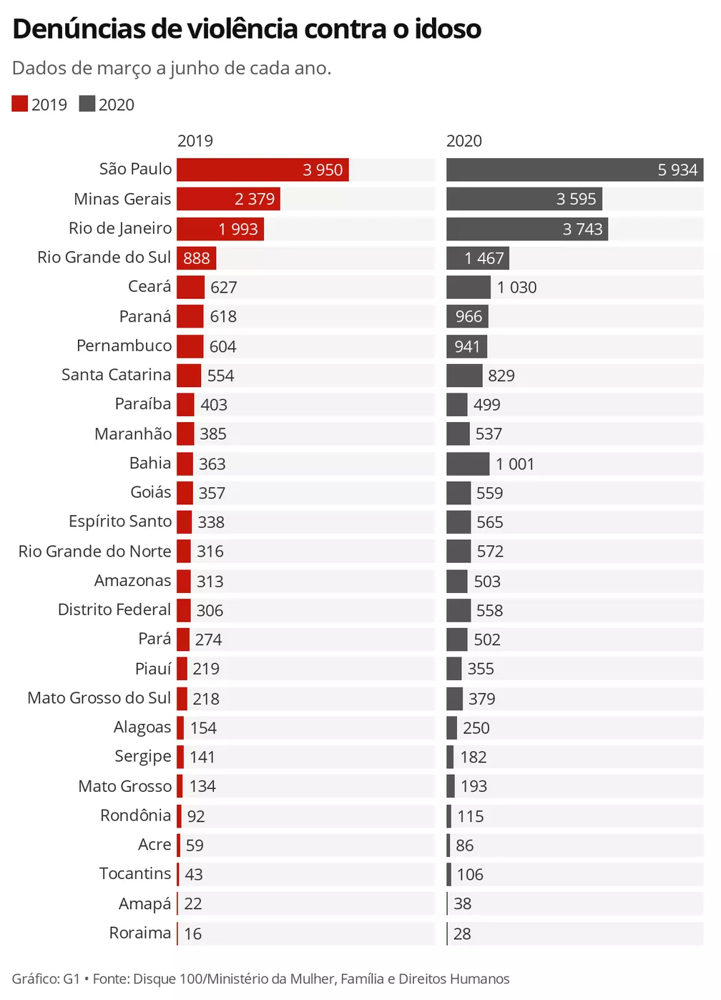 Denúncias de violência contra o idoso
Dados de março a junho de cada ano.
2019 2020
2019 2020
São Paulo 3 950 5 934
Minas Gerais 2 379 3 595
Rio de Janeiro 1 993 3 743
Rio Grande do Sul 888 1 467
Ceará 627 1 030
Paraná 618 966
Pernambuco 604 941
Santa Catarina 554 829
Paraíba 403 499
Maranhão 385 537
Bahia 363 1 001
Goiás 357 559
Espírito Santo 338 565
Rio Grande do Norte 316 572
Amazonas 313 503
Distrito Federal 306 558
Pará 274 502
Piauí 219 355
Mato Grosso do Sul 218 379
Alagoas 154 250
Sergipe 141 182
Mato Grosso 134 193
Rondônia 92 115
Acre 59 86
Tocantins 43 106
Amapá 22 38
Roraima 16 28
Gráfico: G1 • Fonte: Disque 100/Ministério da Mulher, Família e Direitos Humanos